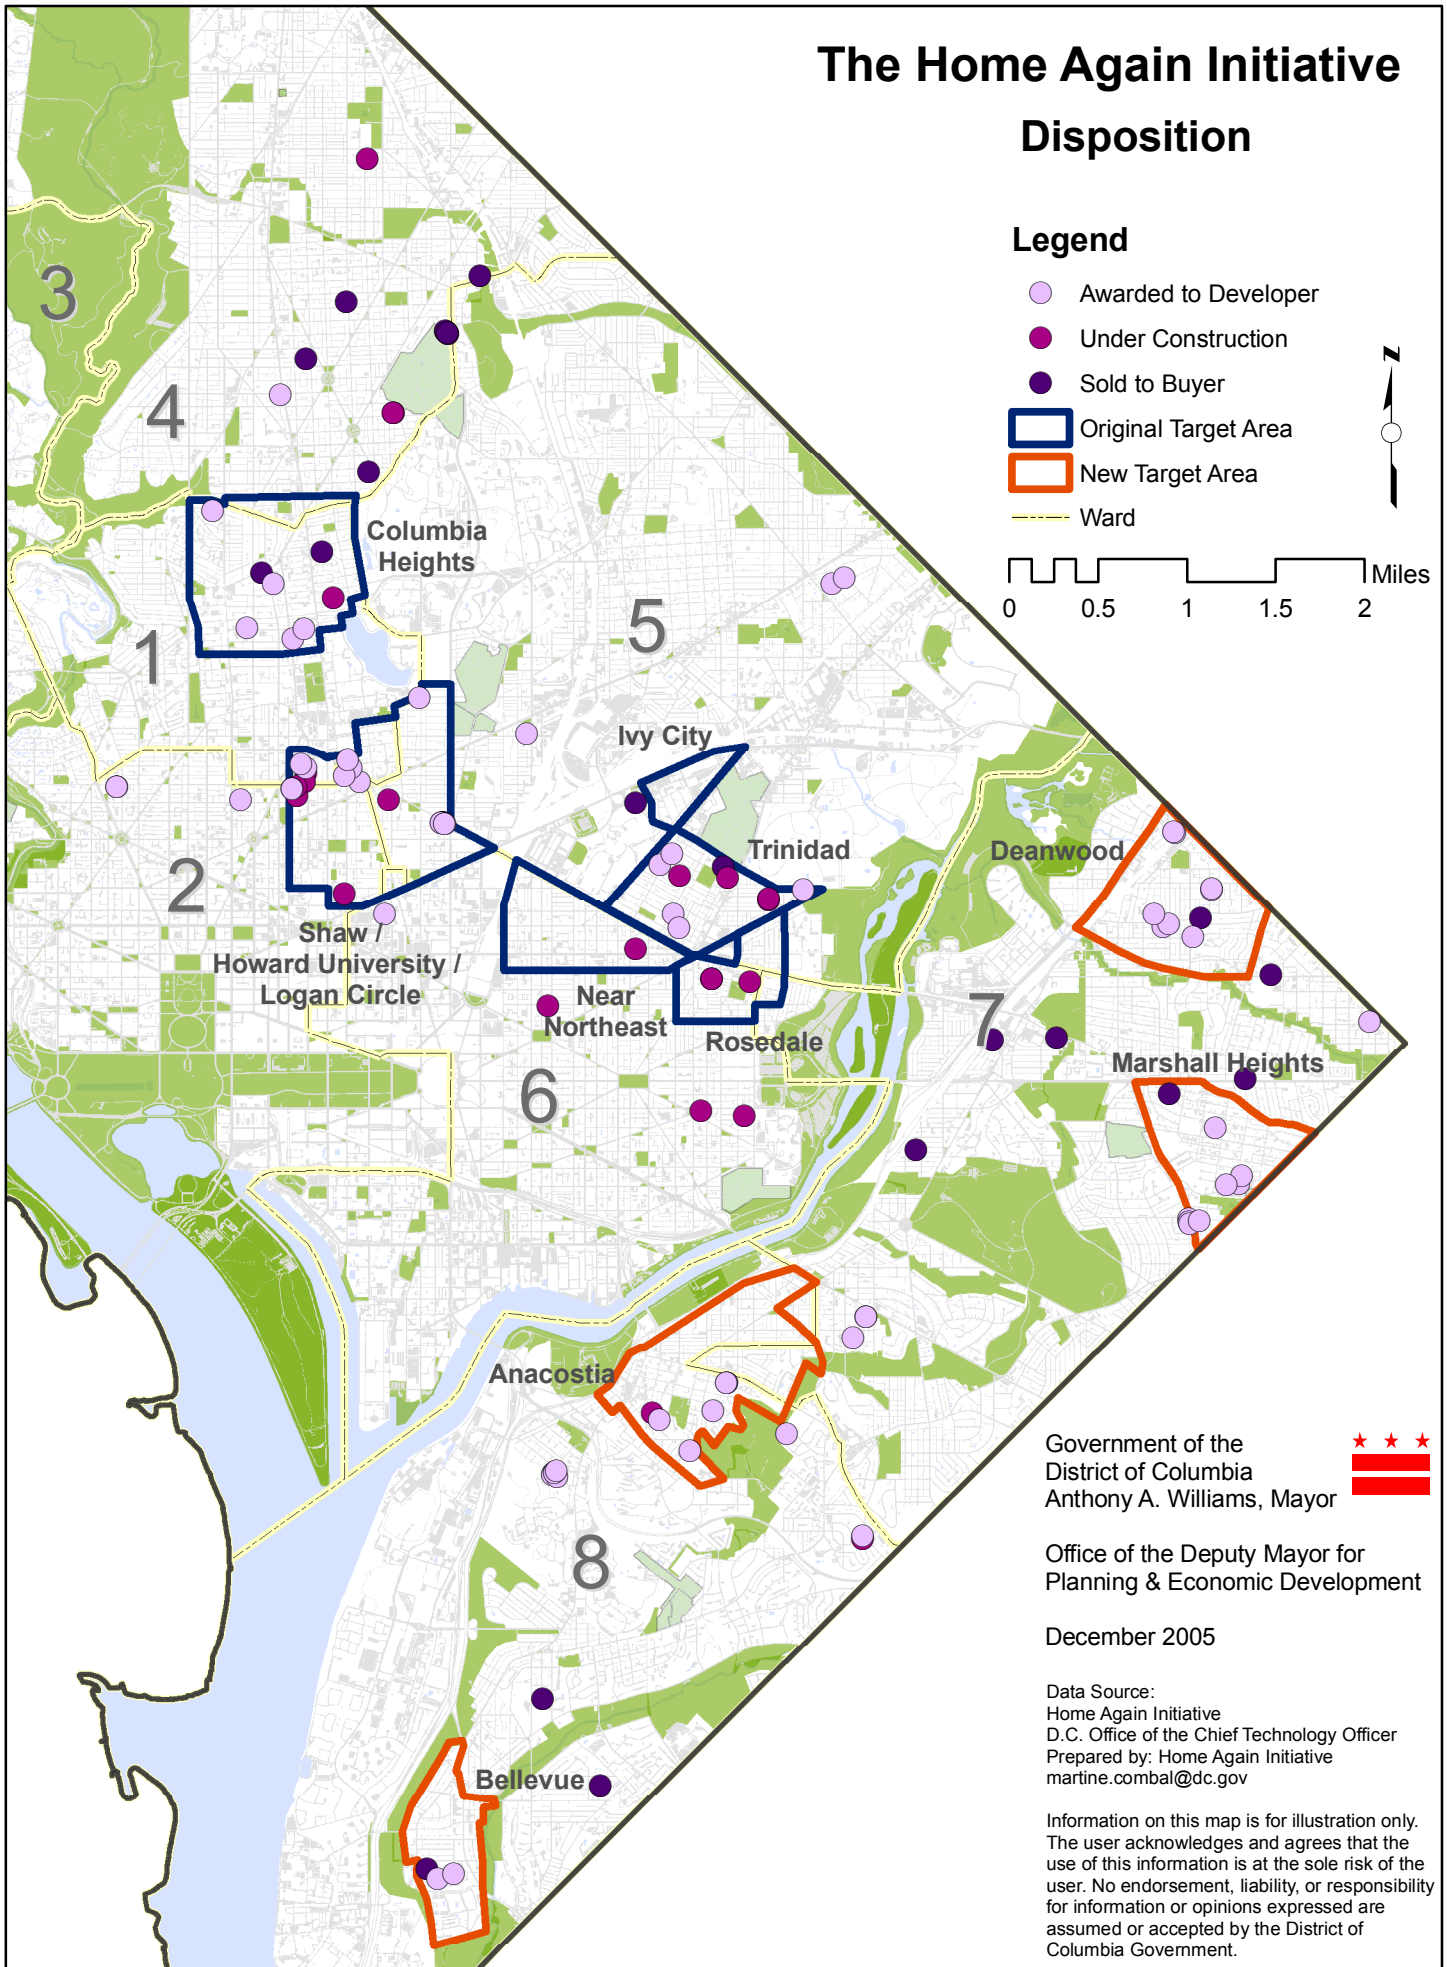 The Home Again Initiative
Disposition
Legend
Awarded to Developer
Under Construction
Sold to Buyer
Original Target Area
New Target Area
Ward
N
Miles
0 0.5 1 1.5 2
3
4
Columbia
Heights
5
1
Ivy City
Trinidad
Deanwood
2
Shaw /
Howard University /
Logan Circle
Near
Northeast
Rosedale
7
Marshall Heights
6
Anacostia
8
Bellevue
Government of the
District of Columbia
Anthony A. Williams, Mayor
Office of the Deputy Mayor for
Planning & Economic Development
December 2005
Data Source:
Home Again Initiative
D.C. Office of the Chief Technology Officer
Prepared by: Home Again Initiative
martine.combal@dc.gov
Information on this map is for illustration only.
The user acknowledges and agrees that the
use of this information is at the sole risk of the
user. No endorsement, liability, or responsibility
for information or opinions expressed are
assumed or accepted by the District of
Columbia Government.